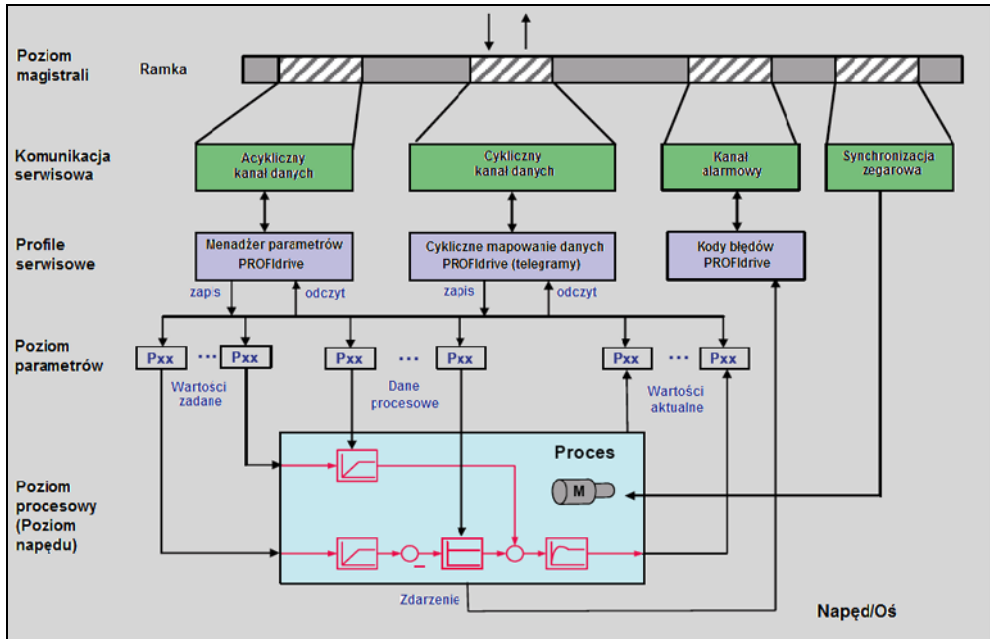 Poziom
magistrali
Ramka
Komunikacja
serwisowa
Acykliczny
kanał danych
Cykliczny
kanał danych
Kanał
alarmowy
Synchronizacja
zegarowa
Profile
serwisowe
Menadżer parametrów
PROFIdrive
Cykliczne mapowanie danych
PROFIdrive (telegramy)
Kody błędów
PROFIdrive
zapis
odczyt
zapis
odczyt
Poziom
parametrów
Pxx ... Pxx
Pxx ... Pxx
Pxx ... Pxx
Wartości
zadane
Dane
procesowe
Wartości
aktualne
Poziom
procesowy
(Poziom
napędu)
Proces
M
Zdarzenie
Napęd/Oś